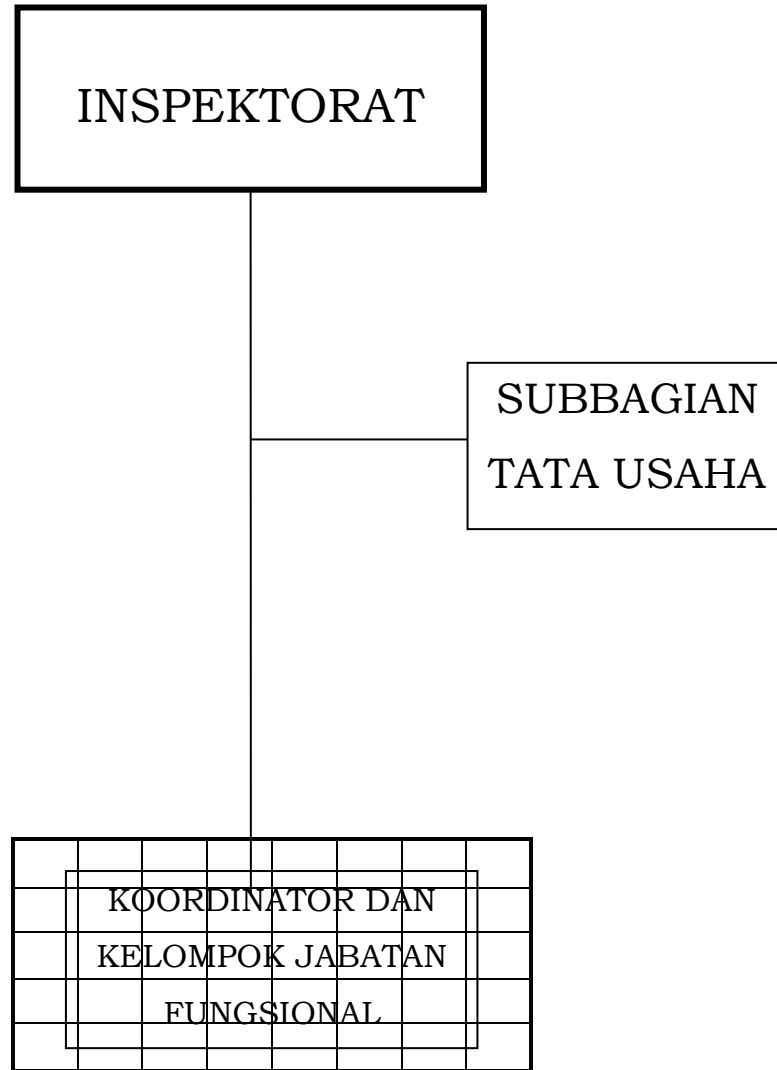 INSPEKTORAT
SUBBAGIAN
TATA USAHA
KOORDINATOR DAN
KELOMPOK JABATAN
FUNGSIONAL